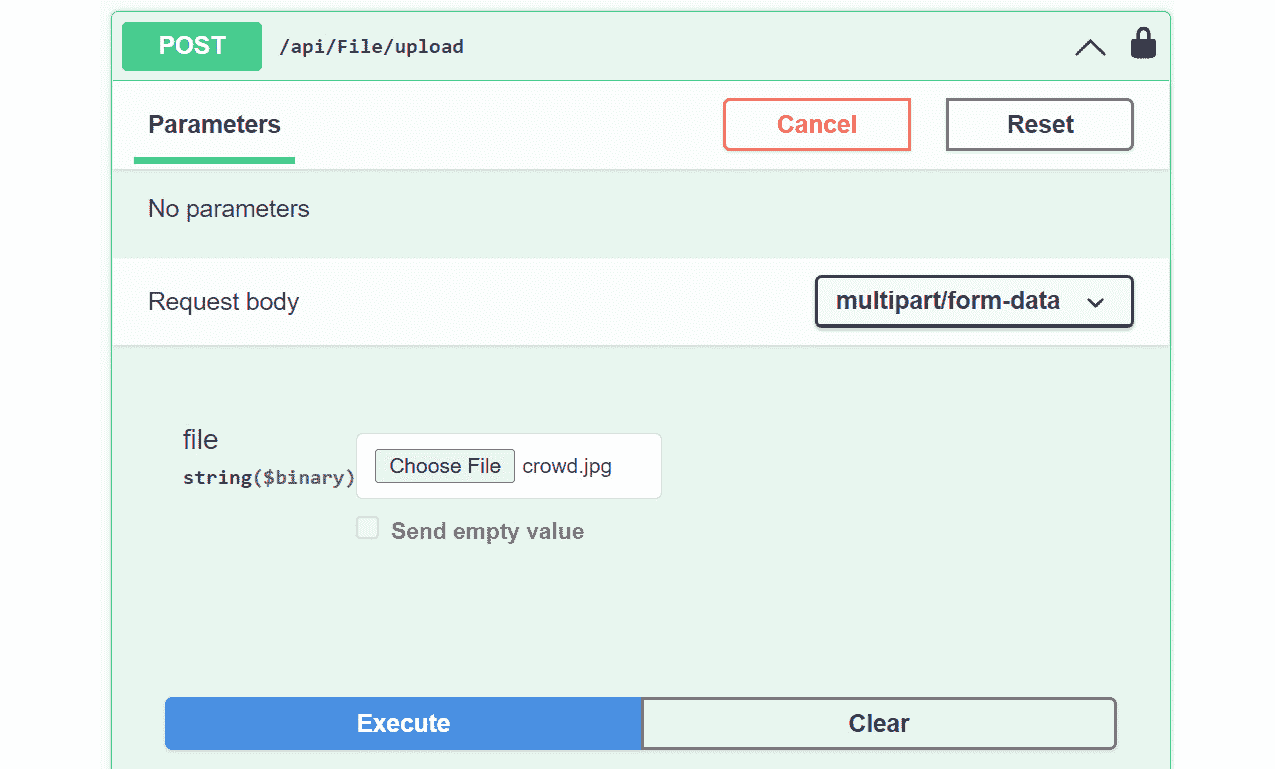 POST /api/File/upload
Parameters Cancel Reset
No parameters
Request body multipart/form-data
file
string($binary) Choose File crowd.jpg
Send empty value
Execute Clear